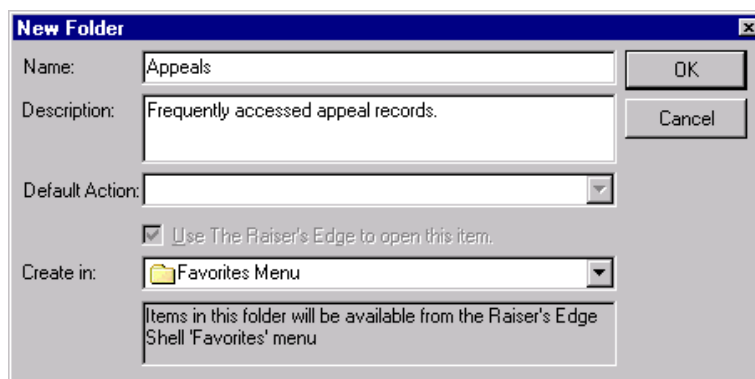 New Folder
Name:
Appeals
OK
Description:
Frequently accessed appeal records.
Cancel
Default Action:
Use The Raiser's Edge to open this item.
Create in:
Favorites Menu
Items in this folder will be available from the Raiser's Edge
Shell 'Favorites' menu